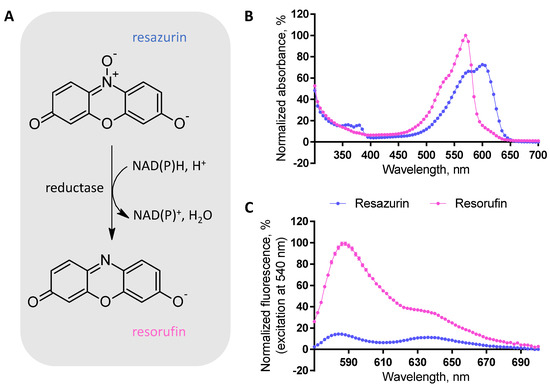 A
resazurin
O-
N+
O
O
O-
NAD(P)H, H+
reductase
NAD(P)+, H2O
N
O
O
O-
resorufin
B
Normalized absorbance, %
120
100
80
60
40
20
0
350 400 450 500 550 600 650 700
Wavelength, nm
Resazurin Resorufin
C
Normalized fluorescence, %
(excitation at 540 nm)
120
100
80
60
40
20
0
590 610 630 650 670 690
Wavelength, nm